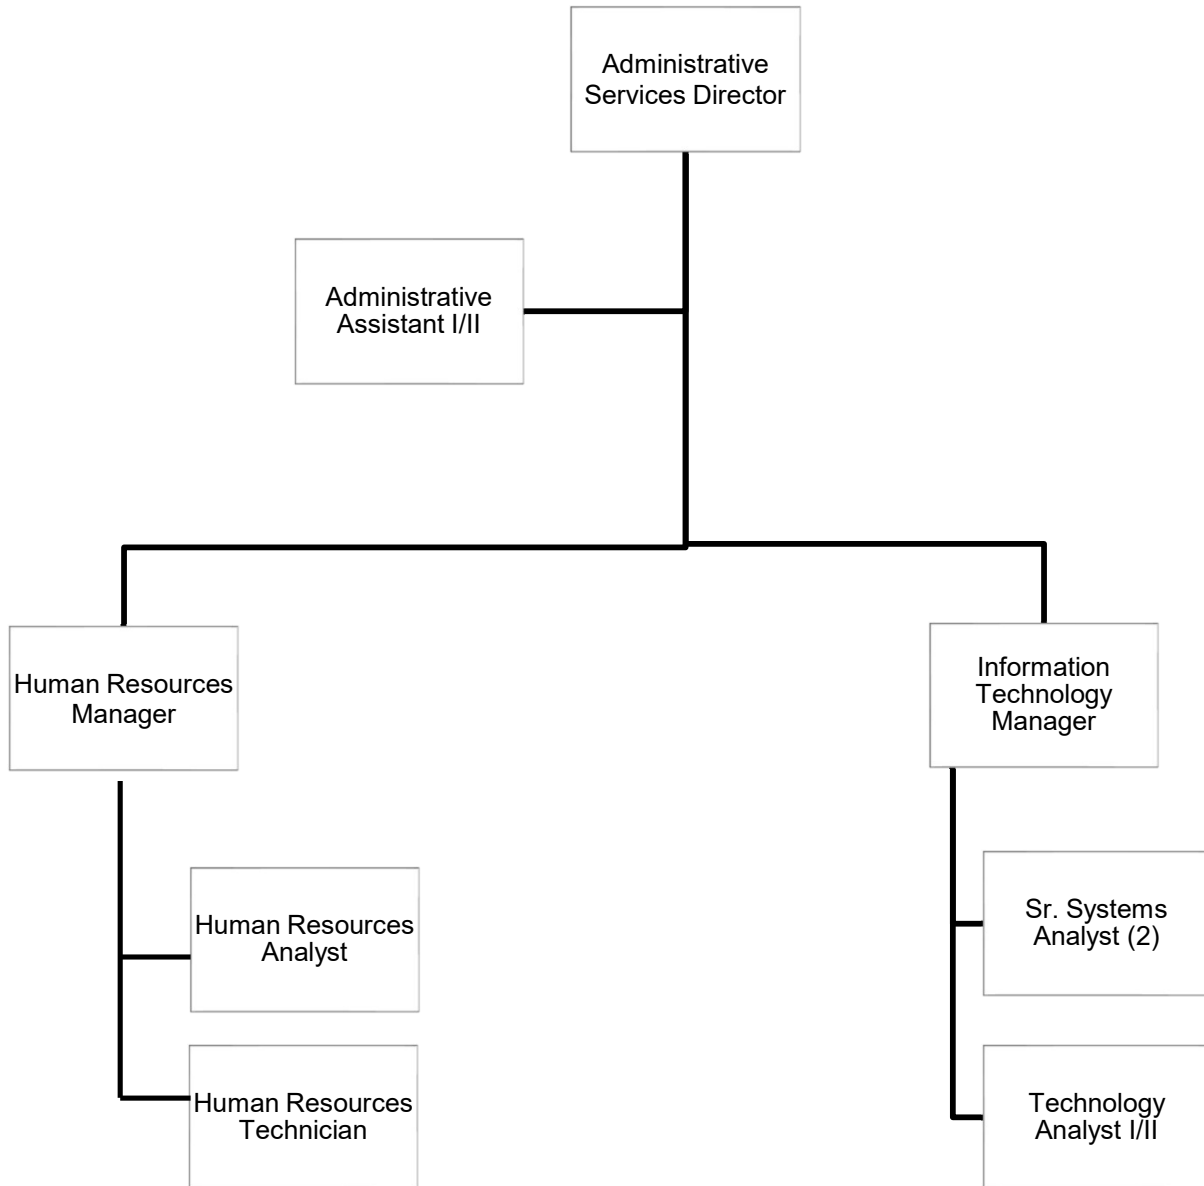 Administrative
Services Director
Administrative
Assistant I/II
Human Resources
Manager
Information
Technology
Manager
Human Resources
Analyst
Sr. Systems
Analyst (2)
Human Resources
Technician
Technology
Analyst I/II